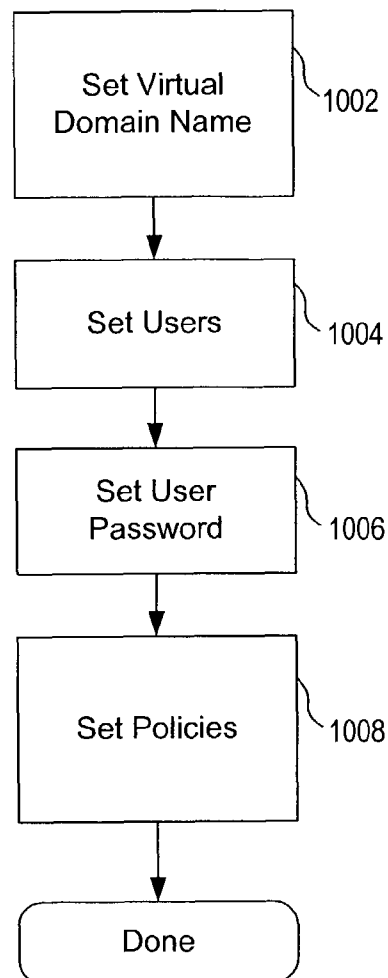 Set Virtual
Domain Name
1002
Set Users
1004
Set User
Password
1006
Set Policies
1008
Done